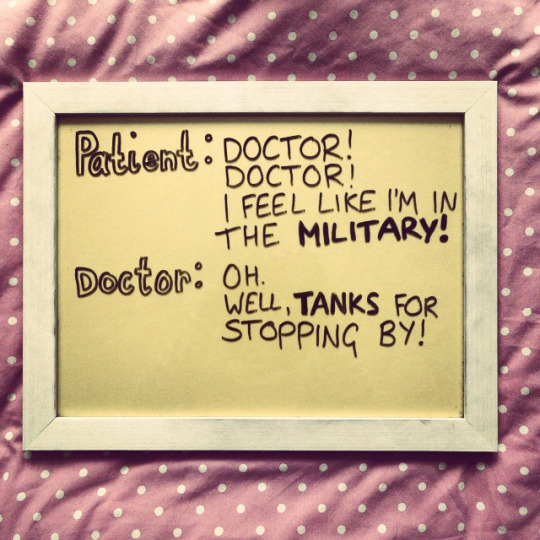 Patient: DOCTOR!
DOCTOR!
I FEEL LIKE I'M IN
THE MILITARY!
Doctor: OH.
WELL, TANKS FOR
STOPPING BY!